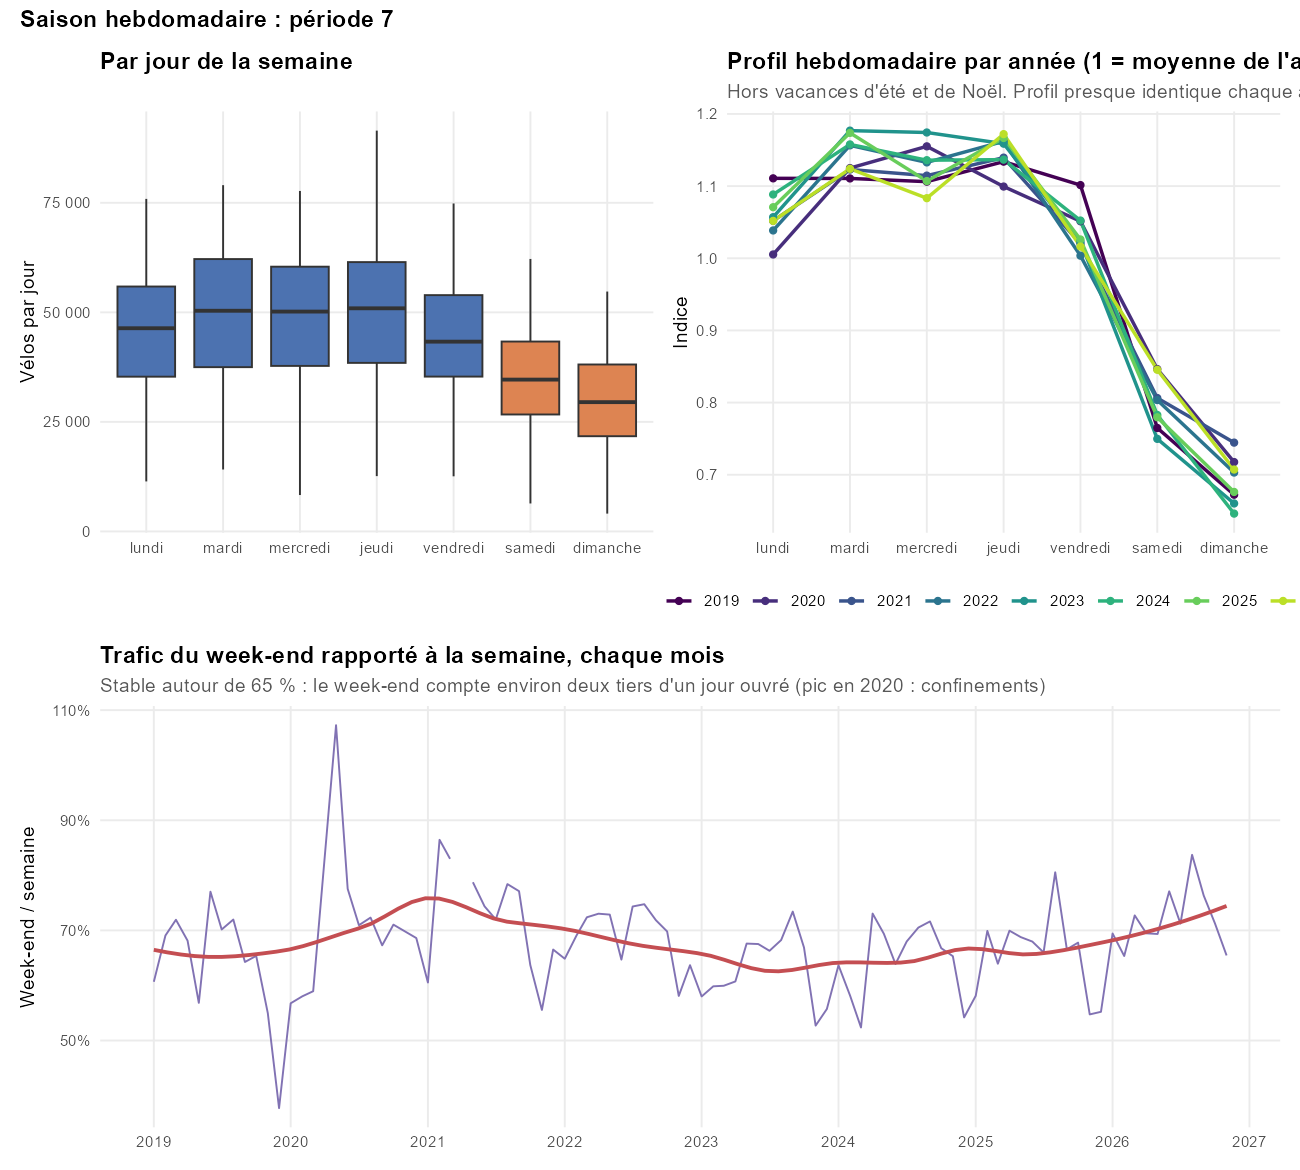 Saison hebdomadaire : période 7
Par jour de la semaine
Vélos par jour
75 000
50 000
25 000
0
lundi mardi mercredi jeudi vendredi samedi dimanche
Profil hebdomadaire par année (1 = moyenne de l'a
Hors vacances d'été et de Noël. Profil presque identique chaque
Indice
1.2
1.1
1.0
0.9
0.8
0.7
lundi mardi mercredi jeudi vendredi samedi dimanche
2019 2020 2021 2022 2023 2024 2025
Trafic du week-end rapporté à la semaine, chaque mois
Stable autour de 65 % : le week-end compte environ deux tiers d'un jour ouvré (pic en 2020 : confinements)
Week-end / semaine
110%
90%
70%
50%
2019 2020 2021 2022 2023 2024 2025 2026 2027